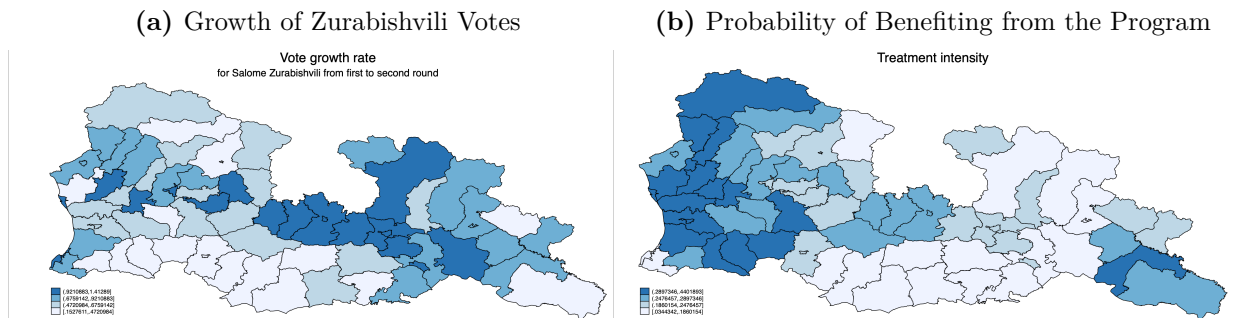 (a) Growth of Zurabishvili Votes
Vote growth rate
for Salome Zurabishvili from first to second round
(.9210883,1.41289]
(.6759142,.9210883]
(.4720984,.6759142]
[.1527611,.4720984]
(b) Probability of Benefiting from the Program
Treatment intensity
(.2897346,.4401893]
(.2476457,.2897346]
(.1860154,.2476457]
[.0344342,.1860154]